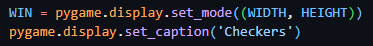 WIN = pygame.display.set_mode((WIDTH, HEIGHT))
pygame.display.set_caption('Checkers')